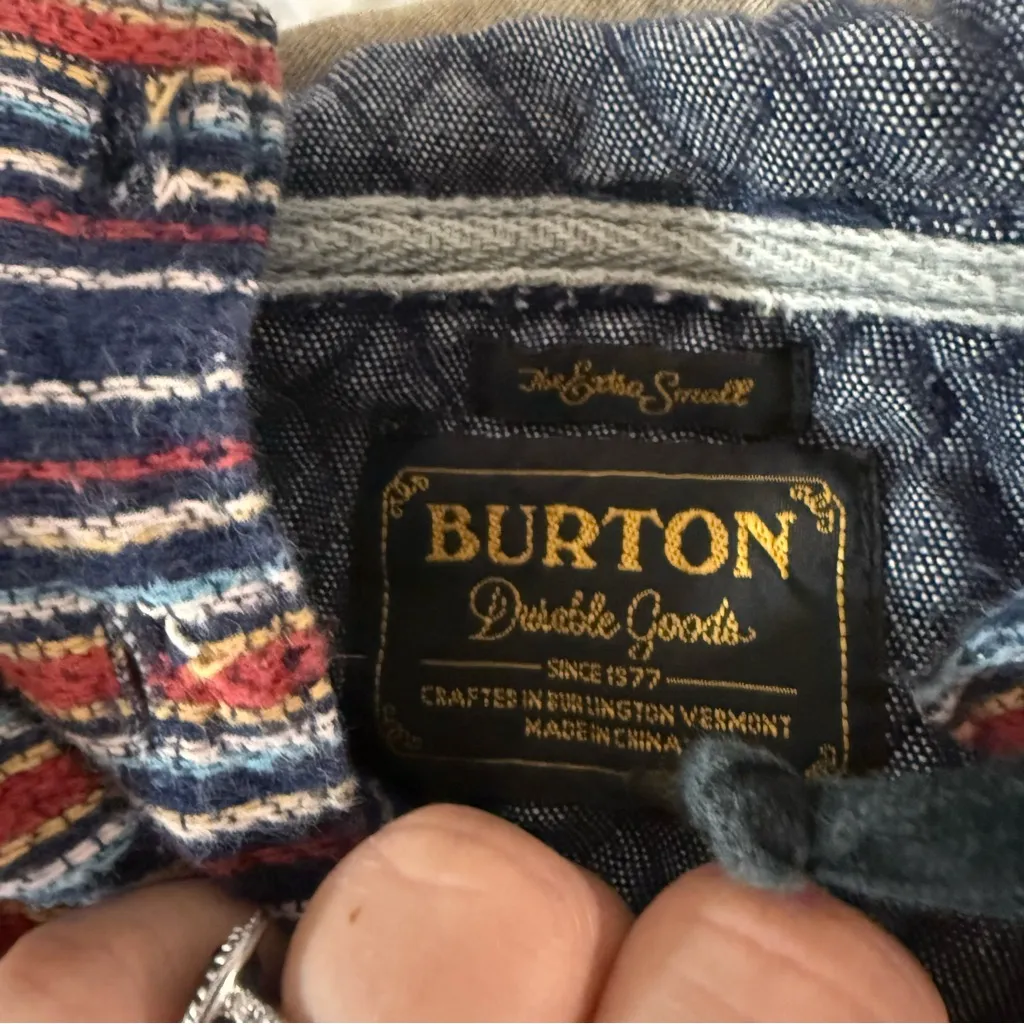 The Extra Small
BURTON
Durable Goods
SINCE 1977
CRAFTED IN BURLINGTON VERMONT
MADE IN CHINA